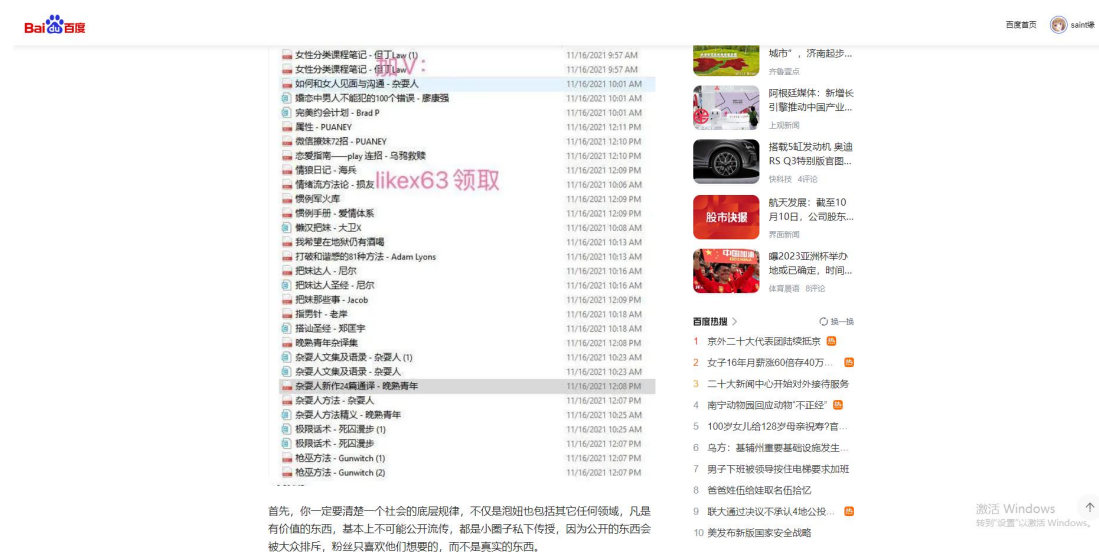 Bai du 百度
百度首页
saint缘
女性分类课程笔记 - 但丁Law (1) 11/16/2021 9:57 AM
女性分类课程笔记 - 但丁Law 11/16/2021 9:57 AM
加V:
如何和女人见面与沟通 - 杂耍人 11/16/2021 10:01 AM
婚恋中男人不能犯的100个错误 - 廖康强 11/16/2021 10:01 AM
完美约会计划 - Brad P 11/16/2021 10:01 AM
属性 - PUANEY 11/16/2021 12:11 PM
微信撩妹72招 - PUANEY 11/16/2021 12:10 PM
恋爱指南——play 连招 - 乌鸦救赎 11/16/2021 12:10 PM
情狼日记 - 海兵 11/16/2021 12:09 PM
情绪流方法论 - 损友 11/16/2021 10:06 AM
likex63 领取
惯例军火库 11/16/2021 12:09 PM
惯例手册 - 爱情体系 11/16/2021 12:09 PM
懒汉把妹 - 大卫X 11/16/2021 10:08 AM
我希望在地狱仍有酒喝 11/16/2021 10:13 AM
打破和谐想的81种方法 - Adam Lyons 11/16/2021 10:13 AM
把妹达人 - 尼尔 11/16/2021 10:16 AM
把妹达人圣经 - 尼尔 11/16/2021 10:16 AM
把妹那些事 - Jacob 11/16/2021 12:09 PM
指男针 - 老岸 11/16/2021 10:18 AM
搭讪圣经 - 郑匡宇 11/16/2021 10:18 AM
晚熟青年杂译集 11/16/2021 12:08 PM
杂耍人文集及语录 - 杂耍人 (1) 11/16/2021 10:23 AM
杂耍人文集及语录 - 杂耍人 11/16/2021 10:23 AM
杂耍人新作24篇通译 - 晚熟青年 11/16/2021 12:08 PM
杂耍人方法 - 杂耍人 11/16/2021 12:07 PM
杂耍人方法精义 - 晚熟青年 11/16/2021 10:25 AM
极限话术 - 死囚漫步 (1) 11/16/2021 10:25 AM
极限话术 - 死囚漫步 11/16/2021 12:07 PM
枪巫方法 - Gunwitch (1) 11/16/2021 12:07 PM
枪巫方法 - Gunwitch (2) 11/16/2021 12:07 PM
首先，你一定要清楚一个社会的底层规律，不仅是泡妞也包括其它任何领域，凡是
有价值的东西，基本上不可能公开流传，都是小圈子私下传授，因为公开的东西会
被大众排斥，粉丝只喜欢他们想要的，而不是真实的东西。
城市"，济南起步...
齐鲁壹点
阿根廷媒体：新增长
引擎推动中国产业...
上观新闻
搭载5缸发动机 奥迪
RS Q3特别版官图...
快科技 4评论
股市快报
航天发展：截至10
月10日，公司股东...
界面新闻
中国加油
曝2023亚洲杯举办
地或已确定，时间...
体育晨语 8评论
百度热搜 >
换一换
1 京外二十大代表团陆续抵京 热
2 女子16年月薪涨60倍存40万... 热
3 二十大新闻中心开始对外接待服务
4 南宁动物园回应动物"不正经" 热
5 100岁女儿给128岁母亲祝寿?官...
6 乌方：基辅州重要基础设施发生...
7 男子下班被领导按住电梯要求加班
8 爸爸姓伍给娃取名伍拾亿
9 联大通过决议不承认4地公投... 热
10 美发布新版国家安全战略
激活 Windows
转到"设置"以激活 Windows。